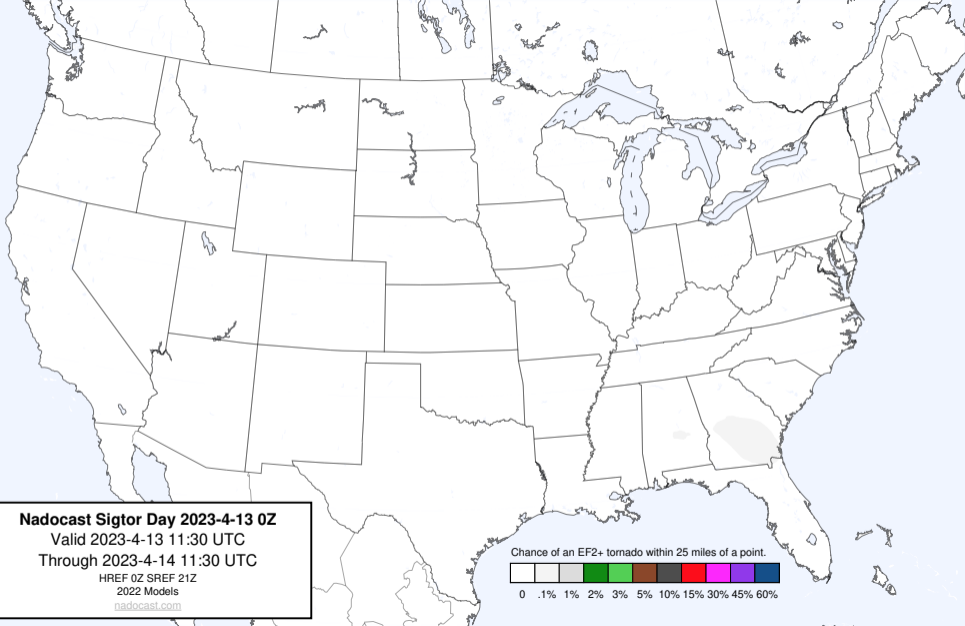 Nadocast Sigtor Day 2023-4-13 0Z
Valid 2023-4-13 11:30 UTC
Through 2023-4-14 11:30 UTC
HREF 0Z SREF 21Z
2022 Models
nadocast.com
Chance of an EF2+ tornado within 25 miles of a point.
0 .1% 1% 2% 3% 5% 10% 15% 30% 45% 60%